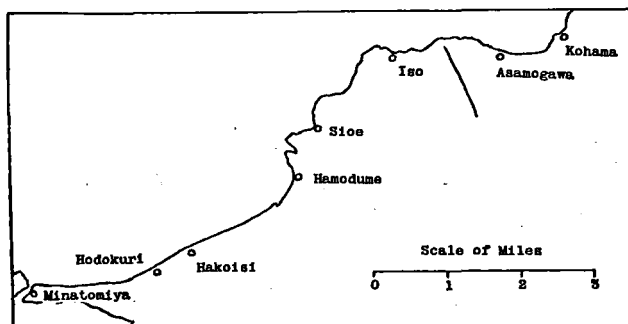 Kohama
Iso
Asamogawa
Sioe
Hamodume
Scale of Miles
Hodokuri
Hakoisi
0 1 2 3
Minatomiya